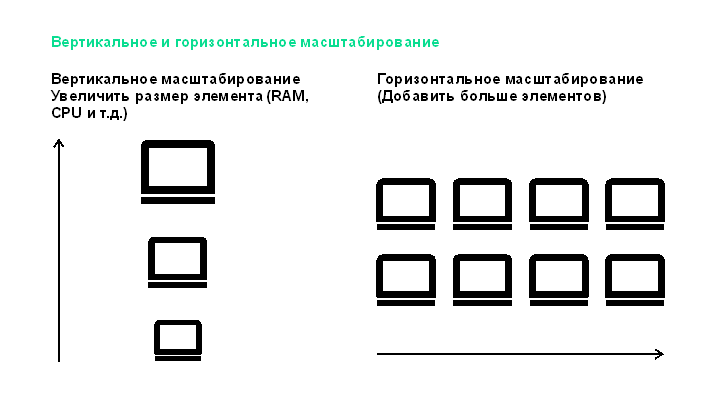 Вертикальное и горизонтальное масштабирование
Вертикальное масштабирование
Увеличить размер элемента (RAM,
CPU и т.д.)
Горизонтальное масштабирование
(Добавить больше элементов)